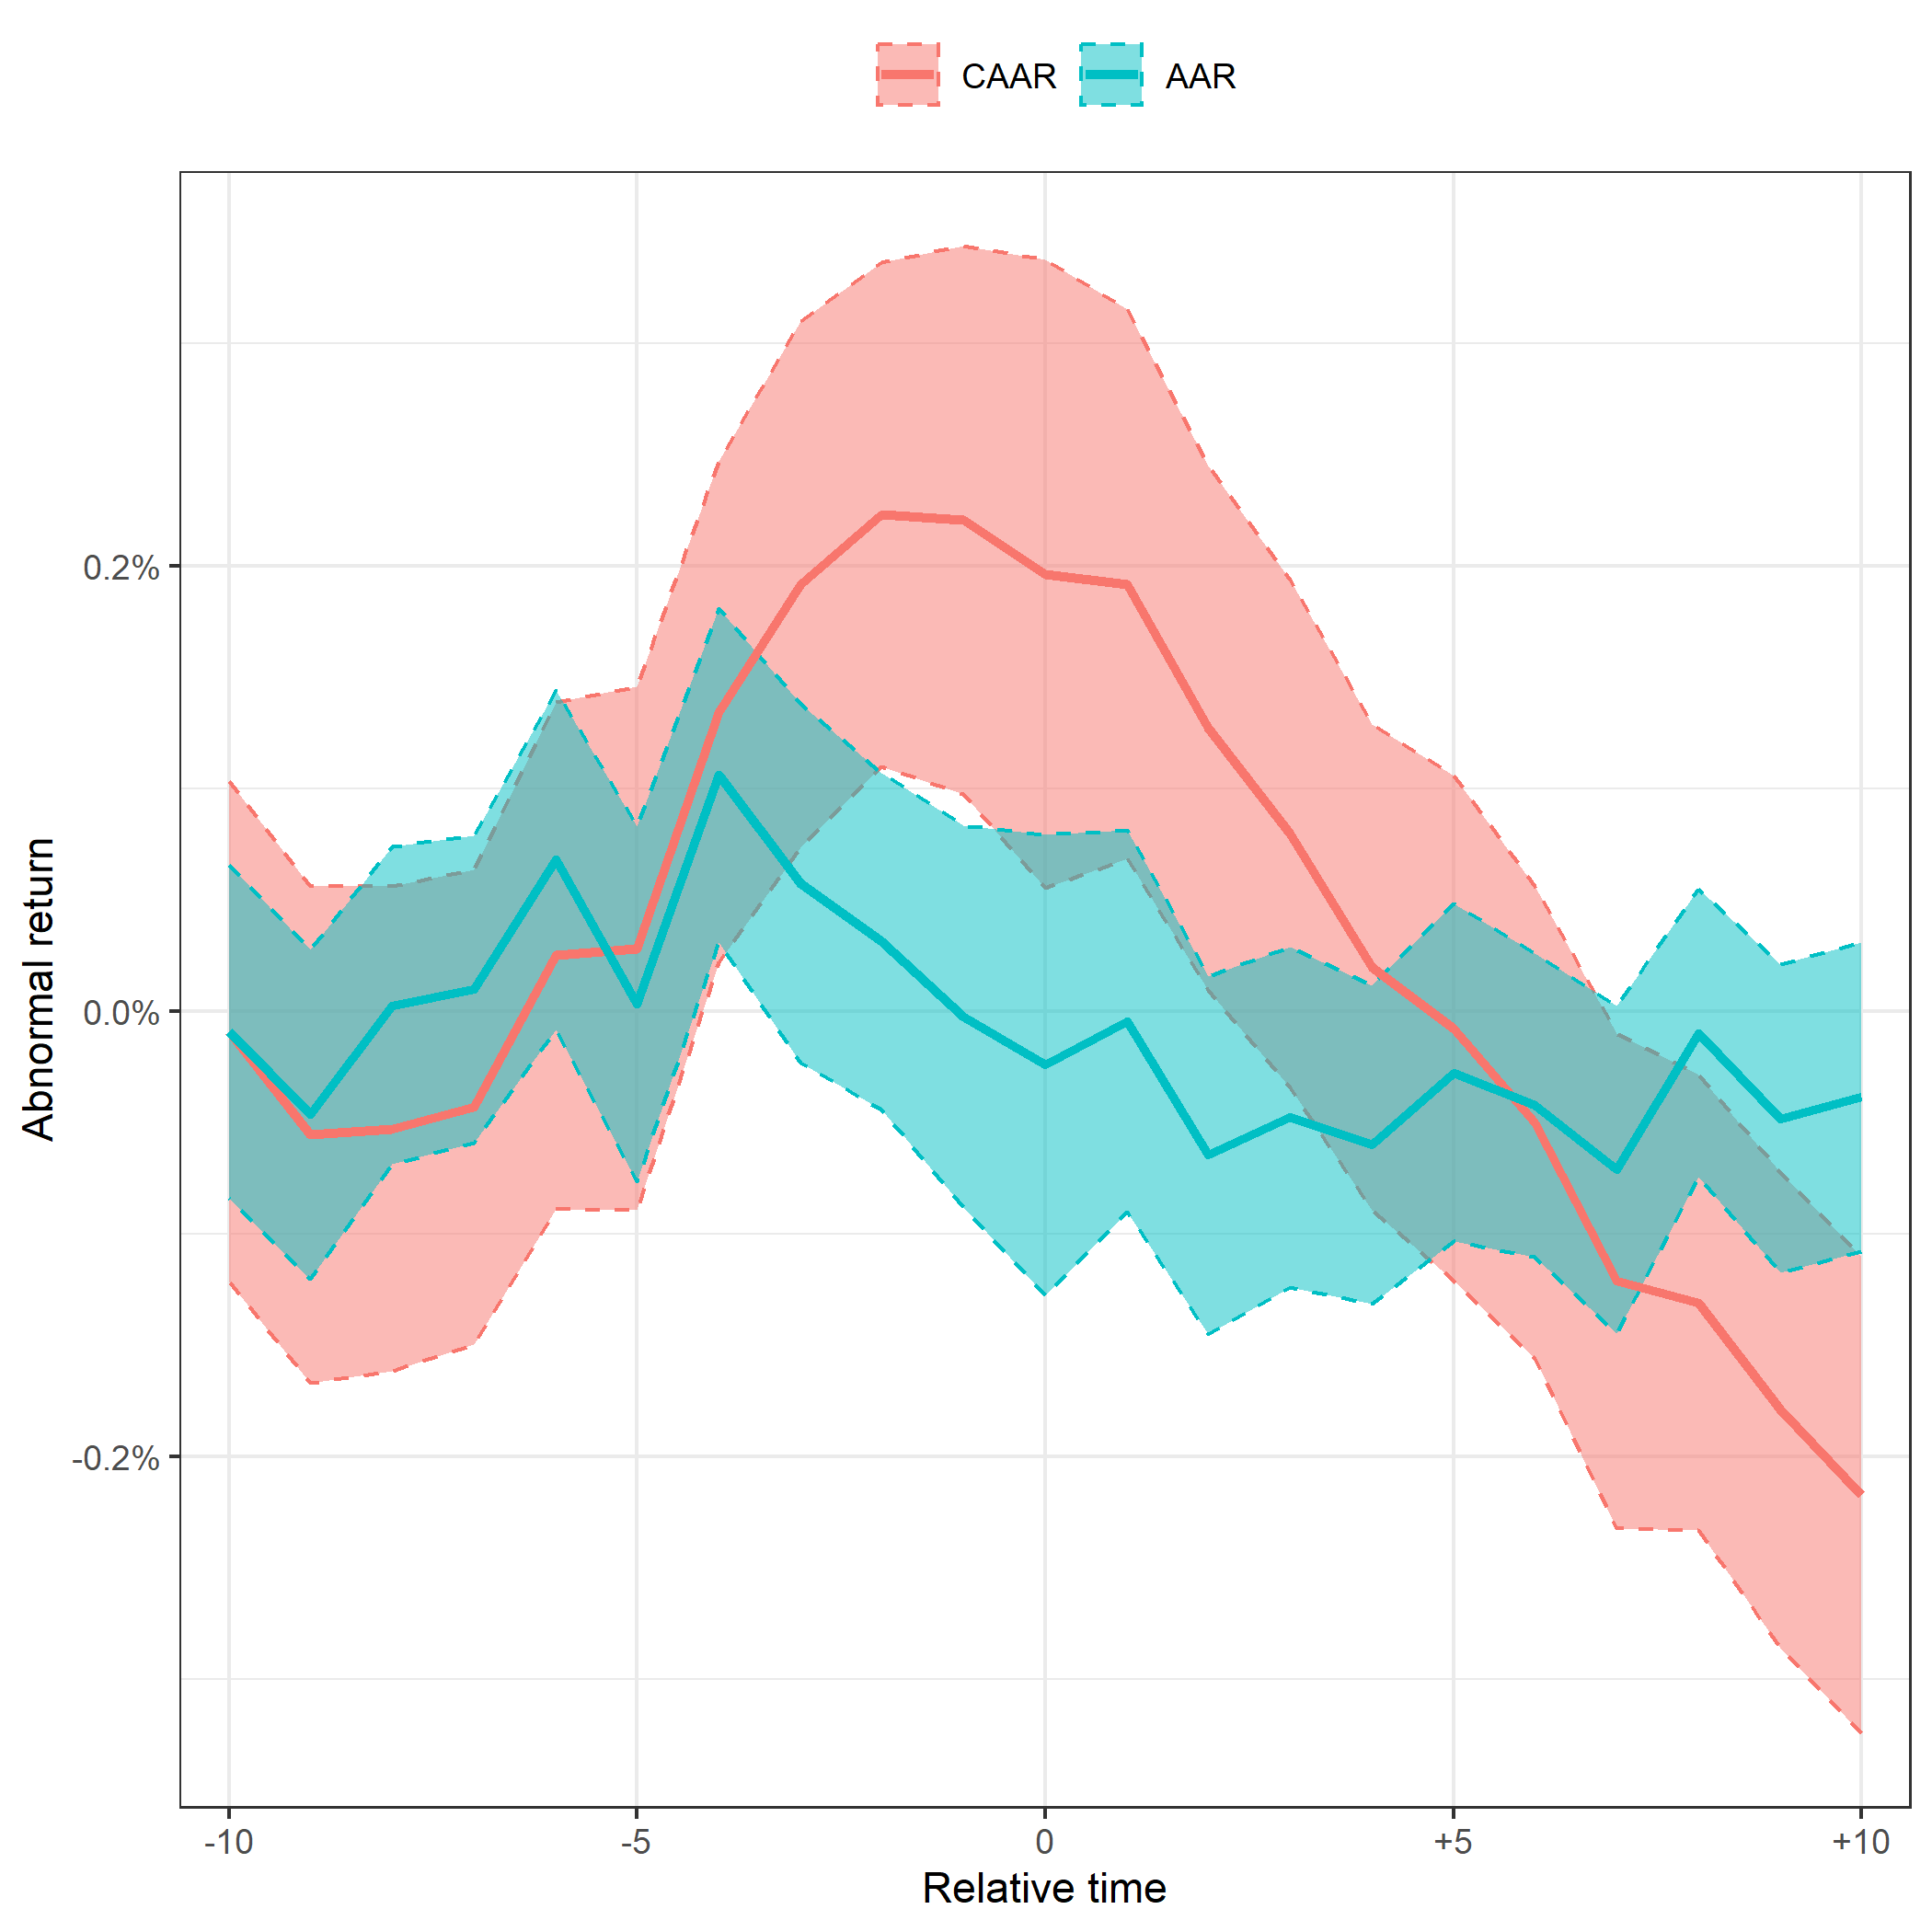 CAAR AAR
Abnormal return
0.2%
0.0%
-0.2%
-10 -5 0 +5 +10
Relative time